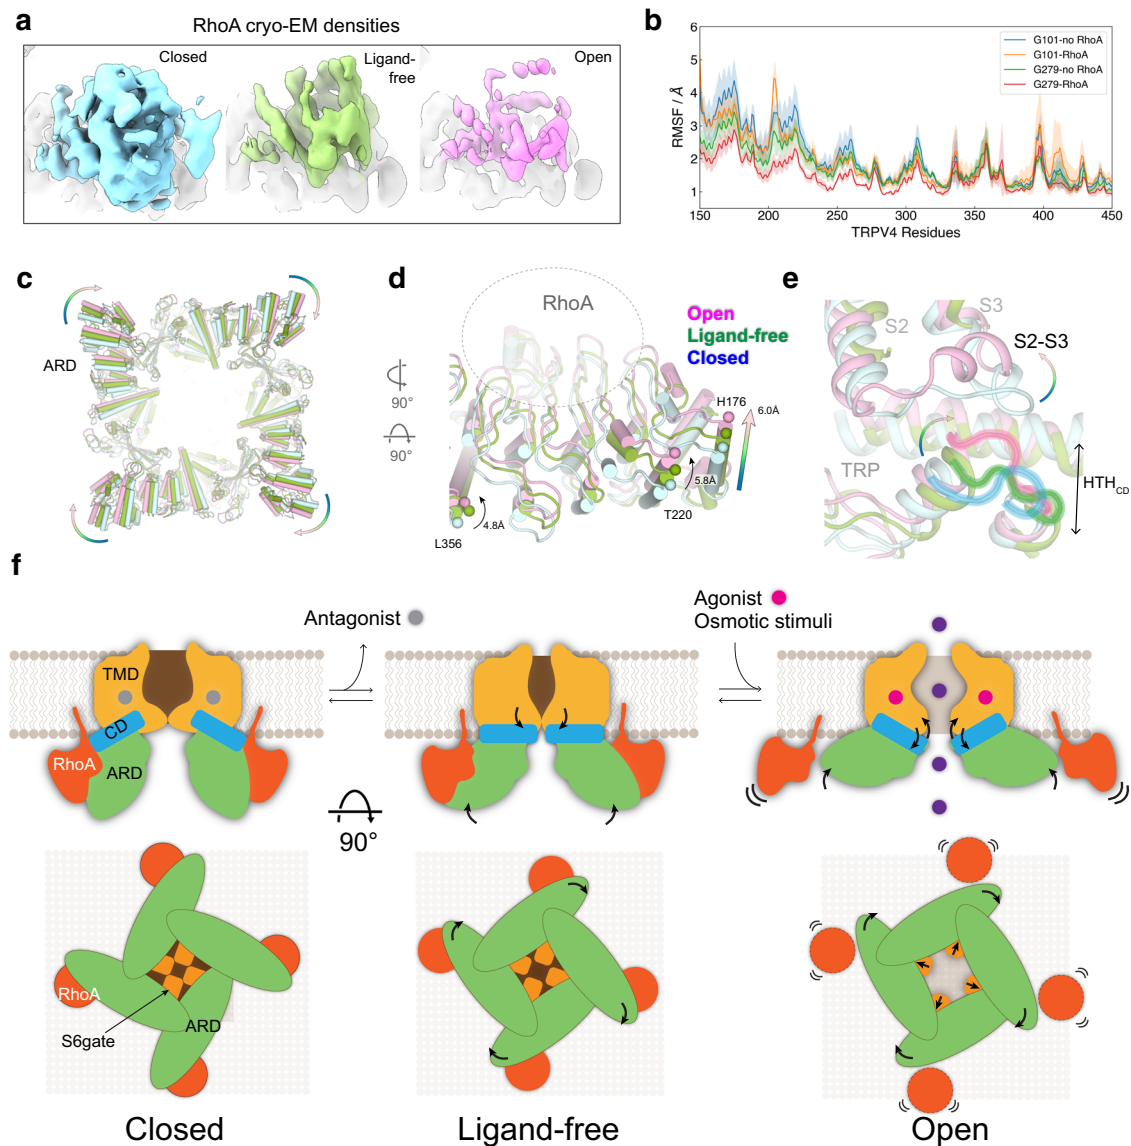 a
RhoA cryo-EM densities
Closed
Ligand-
free
Open
b
RMSF / Å
6
5
4
3
2
1
G101-no RhoA
G101-RhoA
G279-no RhoA
G279-RhoA
150
200
250
300
350
400
450
TRPV4 Residues
c
ARD
90°
90°
d
RhoA
Open
Ligand-free
Closed
H176
6.0Å
5.8Å
T220
4.8Å
L356
e
S2
S3
S2-S3
TRP
HTHCD
f
Antagonist
Agonist
Osmotic stimuli
TMD
CD
RhoA
ARD
90°
RhoA
S6gate
ARD
Closed
Ligand-free
Open